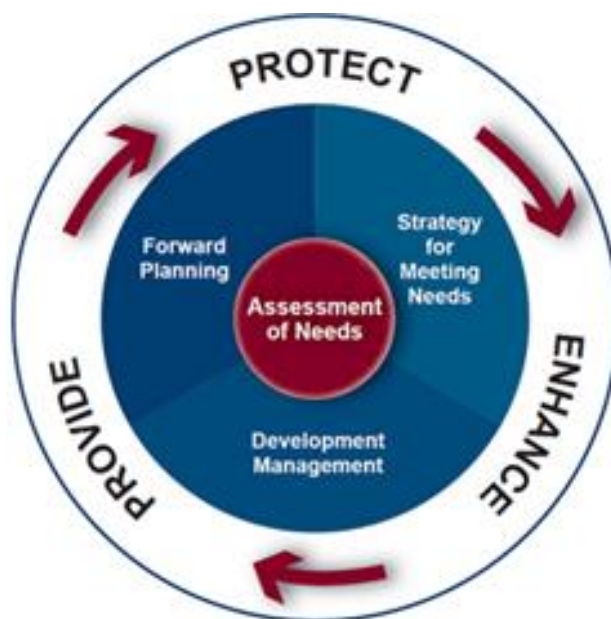 PROTECT
Forward
Planning
Strategy
for
Meeting
Needs
Assessment
of Needs
Development
Management
PROVIDE
ENHANCE